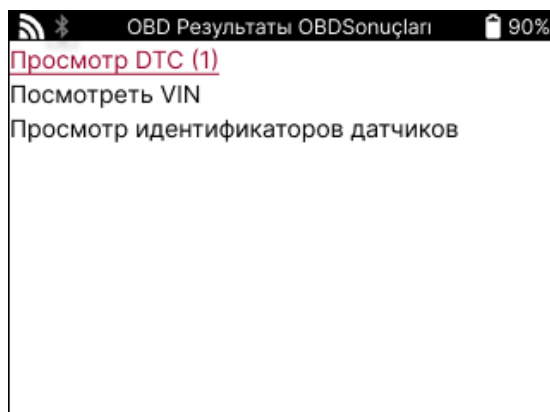 OBD Результаты OBDSonuçları 90%
Просмотр DTC (1)
Посмотреть VIN
Просмотр идентификаторов датчиков